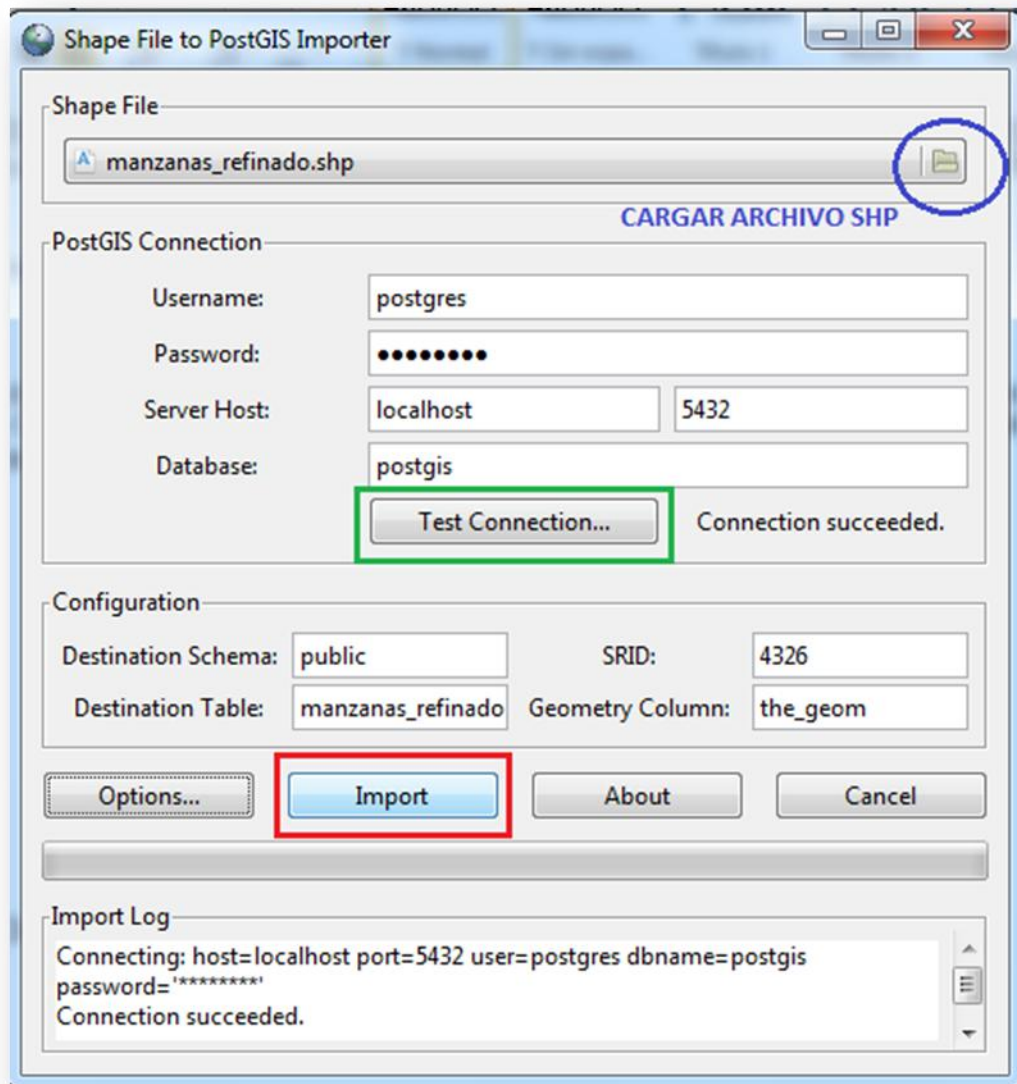 Shape File to PostGIS Importer
Shape File
manzanas_refinado.shp
CARGAR ARCHIVO SHP
PostGIS Connection
Username: postgres
Password: ••••••••
Server Host: localhost 5432
Database: postgis
Test Connection... Connection succeeded.
Configuration
Destination Schema: public SRID: 4326
Destination Table: manzanas_refinado Geometry Column: the_geom
Options... Import About Cancel
Import Log
Connecting: host=localhost port=5432 user=postgres dbname=postgis
password='********'
Connection succeeded.